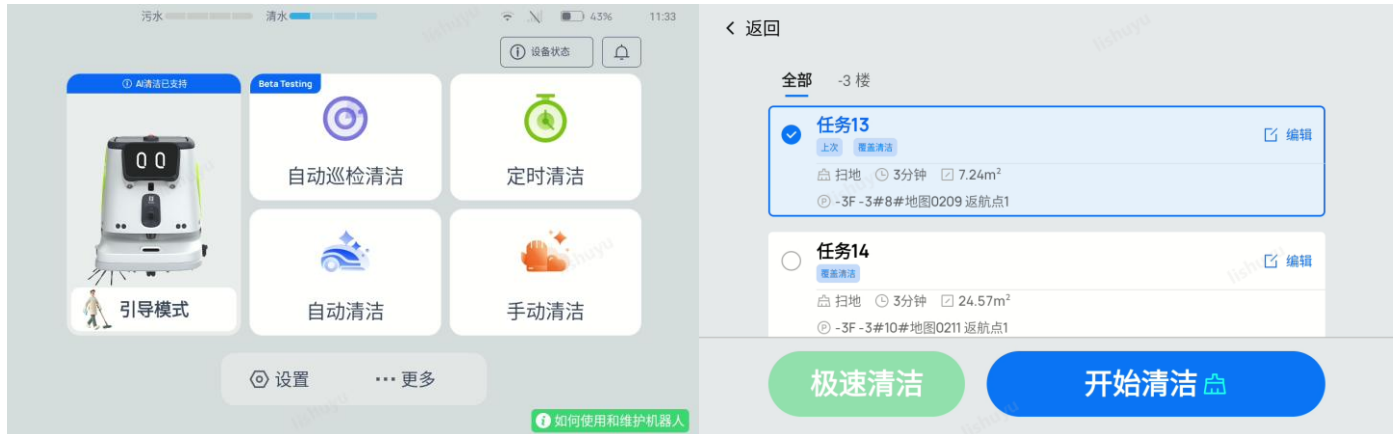 污水 清水 43% 11:33
设备状态
AI清洁已支持
Beta Testing
00
自动巡检清洁
定时清洁
引导模式
自动清洁
手动清洁
设置 ··· 更多
如何使用和维护机器人
返回
全部 -3 楼
任务13
上次 覆盖清洁
编辑
扫地 3分钟 7.24m²
-3F -3#8#地图0209 返航点1
任务14
覆盖清洁
编辑
扫地 3分钟 24.57m²
-3F -3#10#地图0211 返航点1
极速清洁
开始清洁
lishuyu
lishuyu
lishuyu
lishuyu